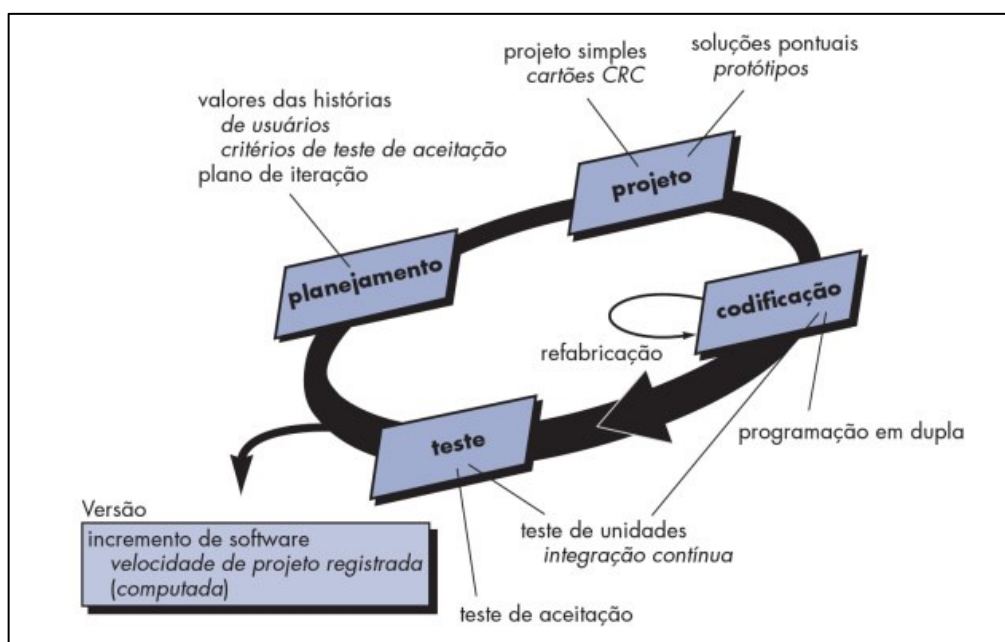 projeto simples
cartões CRC
soluções pontuais
protótipos
valores das histórias
de usuários
critérios de teste de aceitação
plano de iteração
projeto
planejamento
codificação
refabricação
programação em dupla
teste
teste de unidades
integração contínua
teste de aceitação
Versão
incremento de software
velocidade de projeto registrada
(computada)